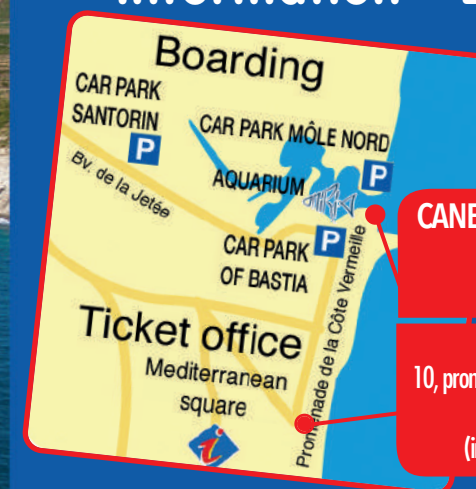 Boarding
CAR PARK
SANTORIN
P
CAR PARK MÔLE NORD
P
Bv. de la Jetée
AQUARIUM
CAR PARK
OF BASTIA
P
Promenade de la Côte Vermeille
Ticket office
Mediterranean
square
i
10,